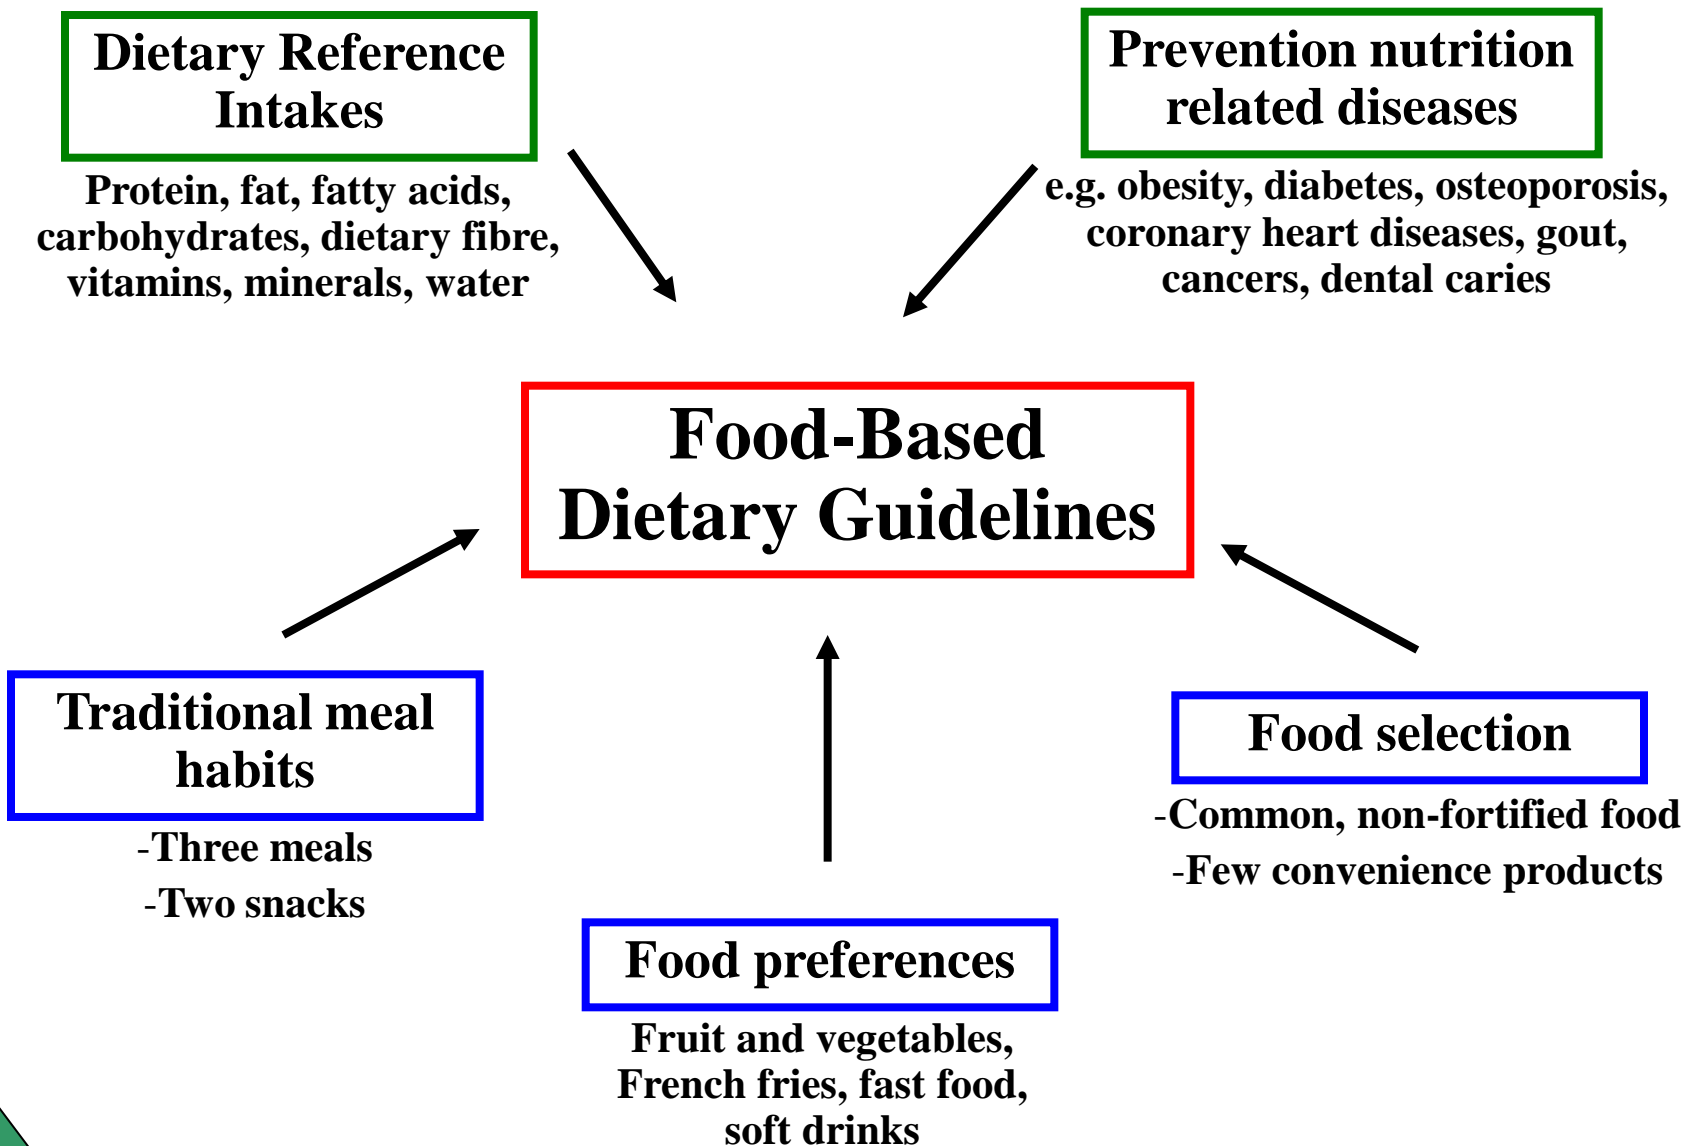 Dietary Reference
Intakes
Protein, fat, fatty acids,
carbohydrates, dietary fibre,
vitamins, minerals, water
Prevention nutrition
related diseases
e.g. obesity, diabetes, osteoporosis,
coronary heart diseases, gout,
cancers, dental caries
Food-Based
Dietary Guidelines
Traditional meal
habits
-Three meals
-Two snacks
Food preferences
Fruit and vegetables,
French fries, fast food,
soft drinks
Food selection
-Common, non-fortified food
-Few convenience products